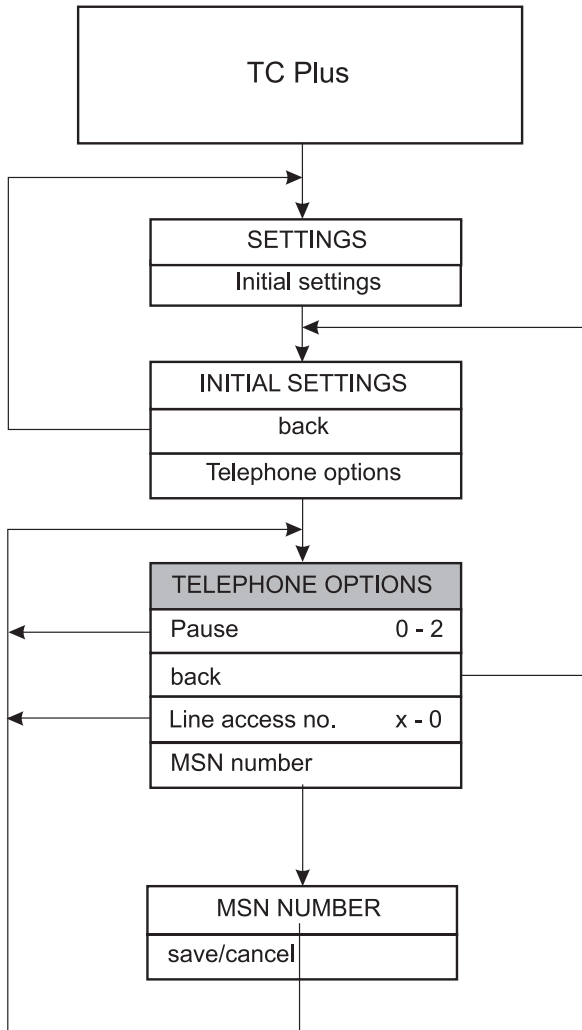 TC Plus
SETTINGS
Initial settings
INITIAL SETTINGS
back
Telephone options
TELEPHONE OPTIONS
Pause 0 - 2
back
Line access no. x - 0
MSN number
MSN NUMBER
save/cancel